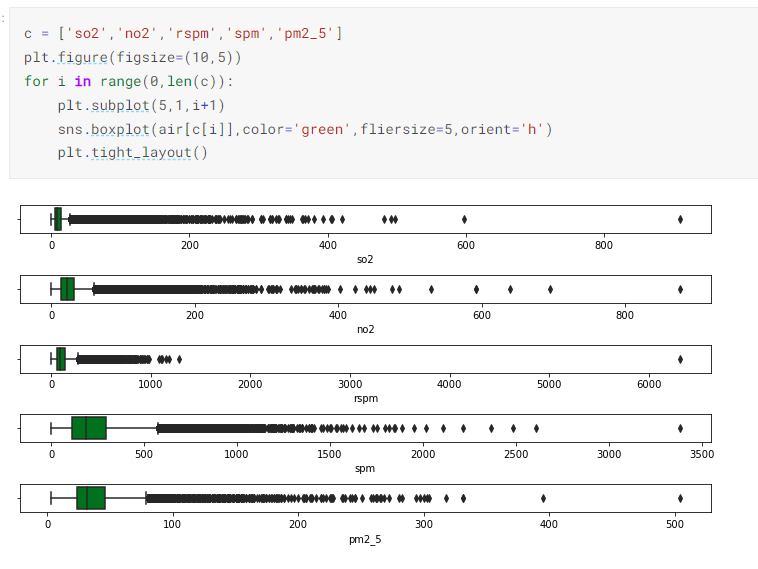 :
c = ['so2','no2','rspm','spm','pm2_5']
plt.figure(figsize=(10,5))
for i in range(0,len(c)):
    plt.subplot(5,1,i+1)
    sns.boxplot(air[c[i]],color='green',fliersize=5,orient='h')
    plt.tight_layout()
0 200 400 600 800
so2
0 200 400 600 800
no2
0 1000 2000 3000 4000 5000 6000
rspm
0 500 1000 1500 2000 2500 3000 3500
spm
0 100 200 300 400 500
pm2_5